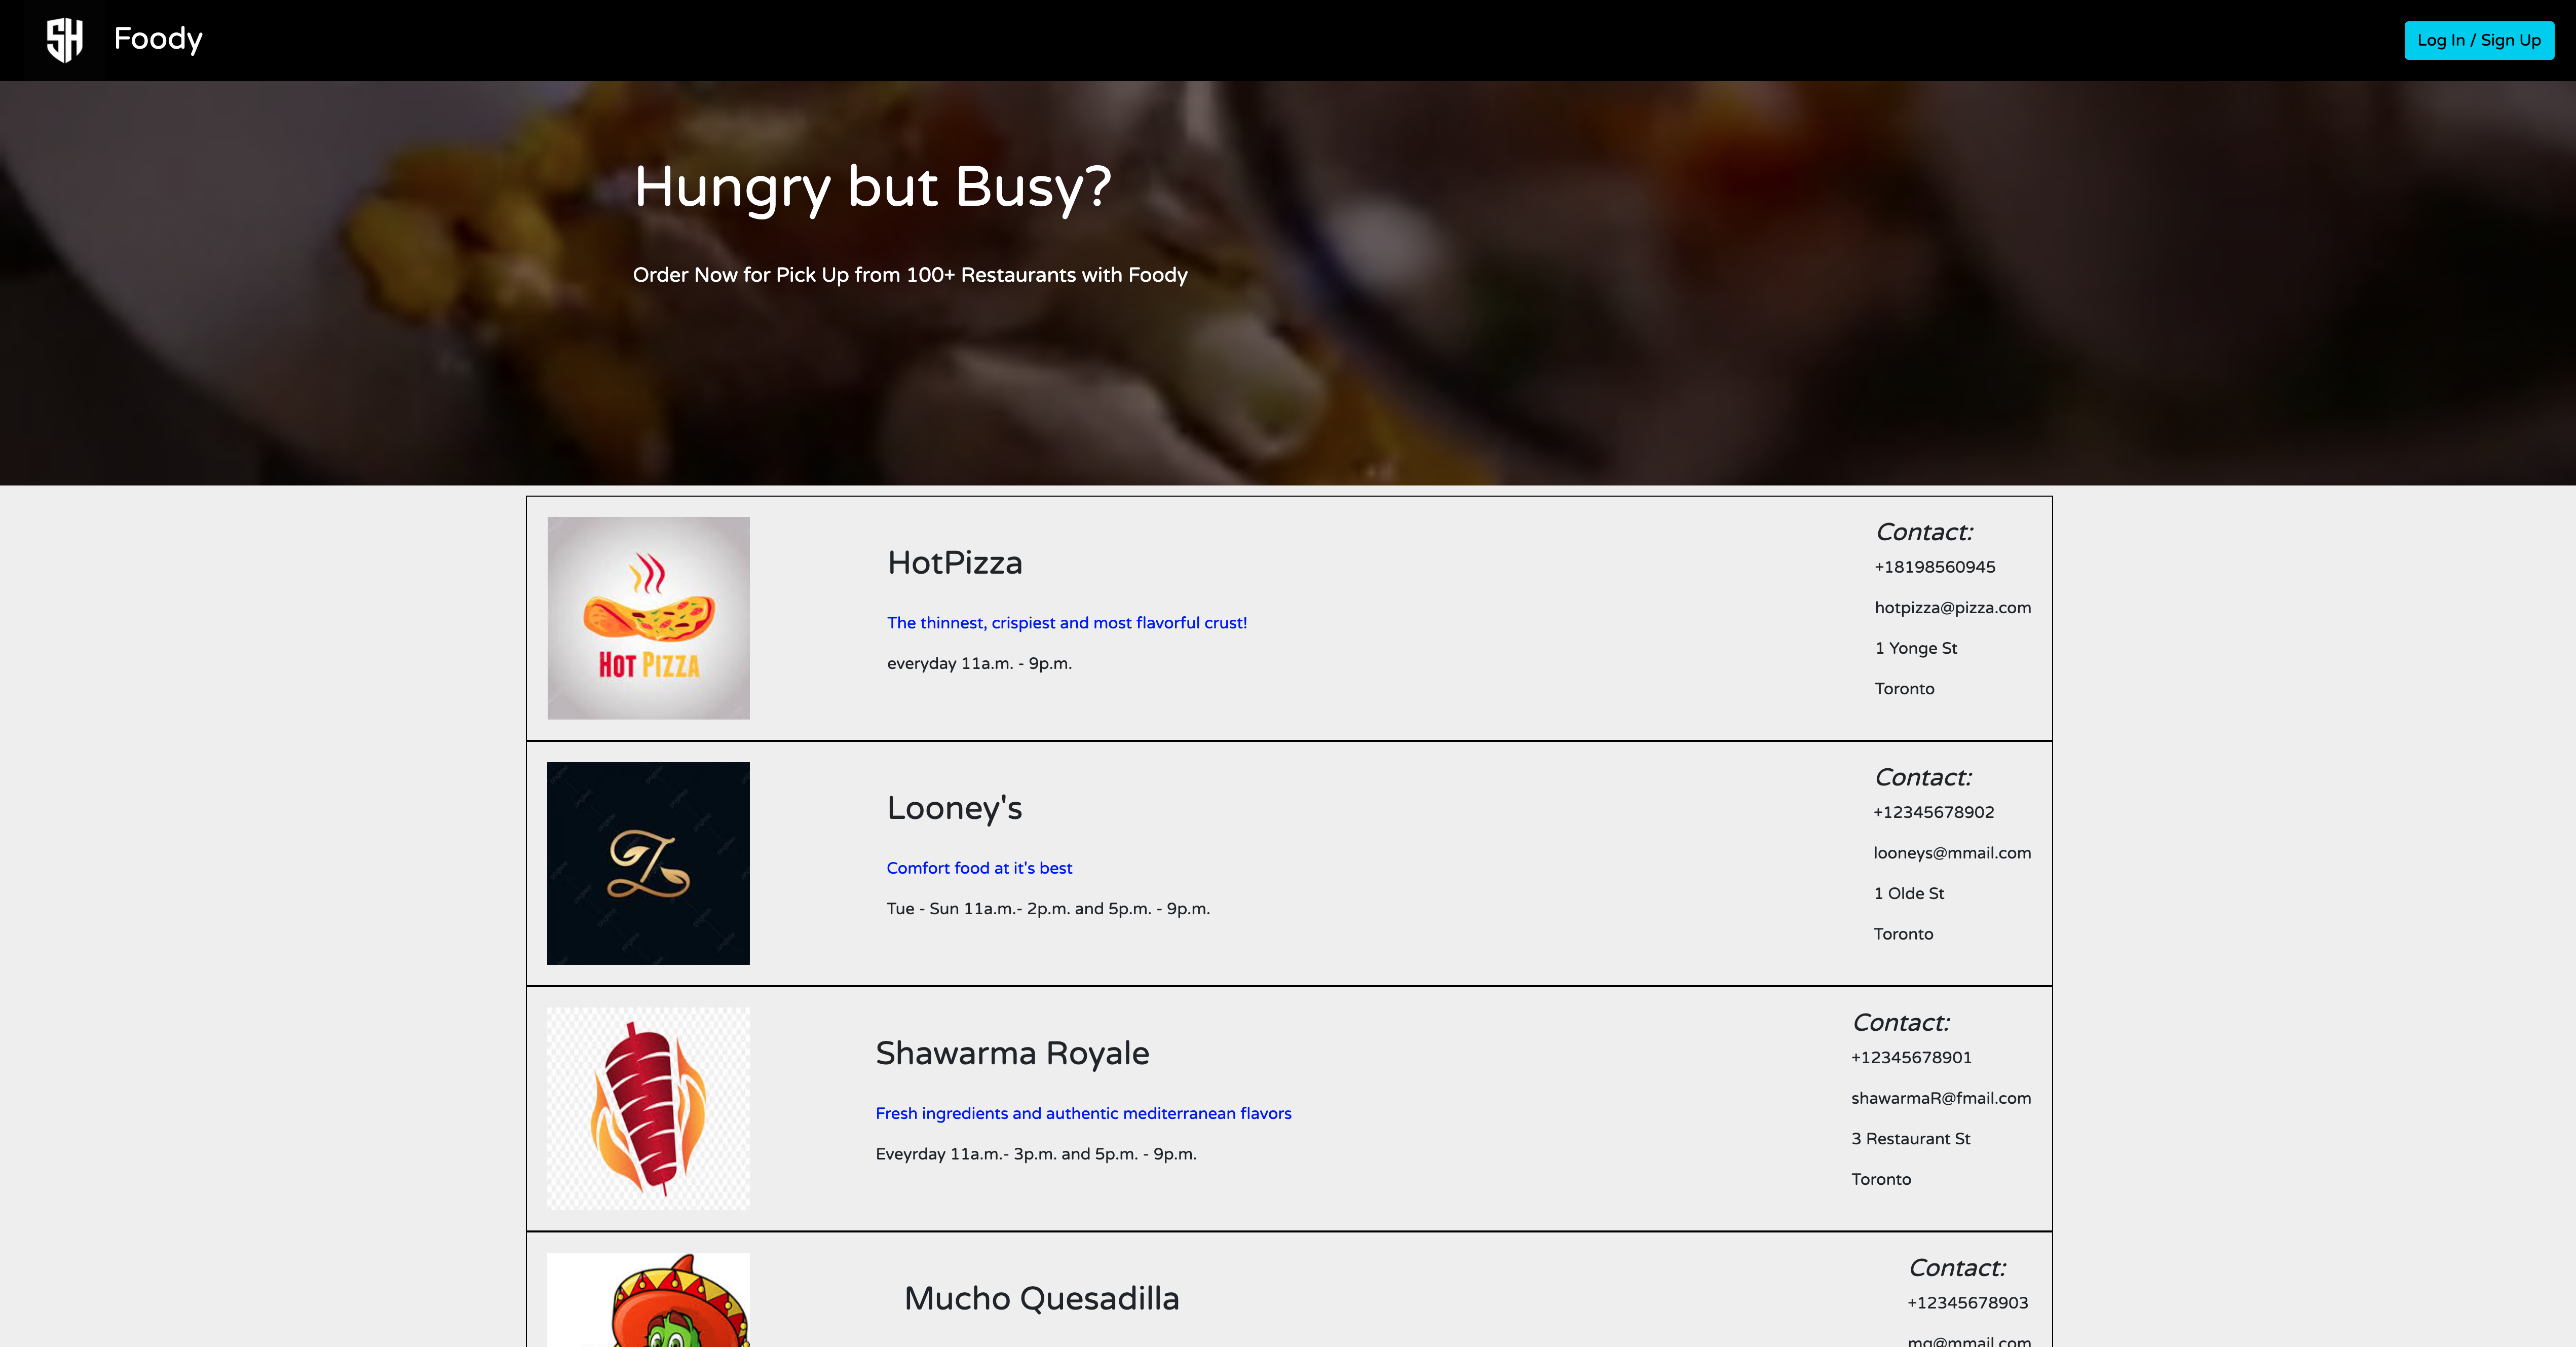 SH Foody
Log In / Sign Up
Hungry but Busy?
Order Now for Pick Up from 100+ Restaurants with Foody
HOT PIZZA
HotPizza
The thinnest, crispiest and most flavorful crust!
everyday 11a.m. - 9p.m.
Contact:
+18198560945
hotpizza@pizza.com
1 Yonge St
Toronto
Looney's
Comfort food at it's best
Tue - Sun 11a.m.- 2p.m. and 5p.m. - 9p.m.
Contact:
+12345678902
looneys@mmail.com
1 Olde St
Toronto
Shawarma Royale
Fresh ingredients and authentic mediterranean flavors
Eveyrday 11a.m.- 3p.m. and 5p.m. - 9p.m.
Contact:
+12345678901
shawarmaR@fmail.com
3 Restaurant St
Toronto
Mucho Quesadilla
Contact:
+12345678903
mq@mmail.com